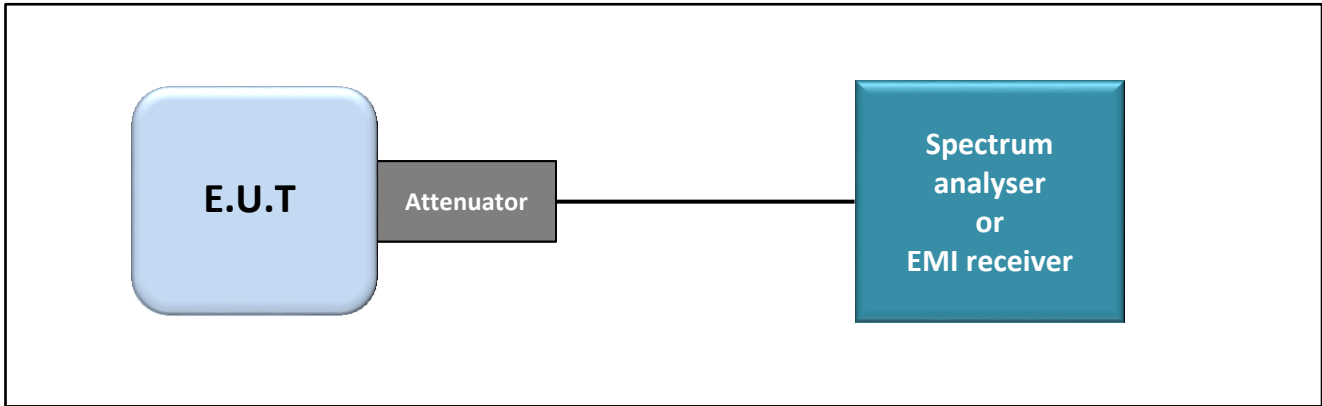 E.U.T
Attenuator
Spectrum
analyser
or
EMI receiver